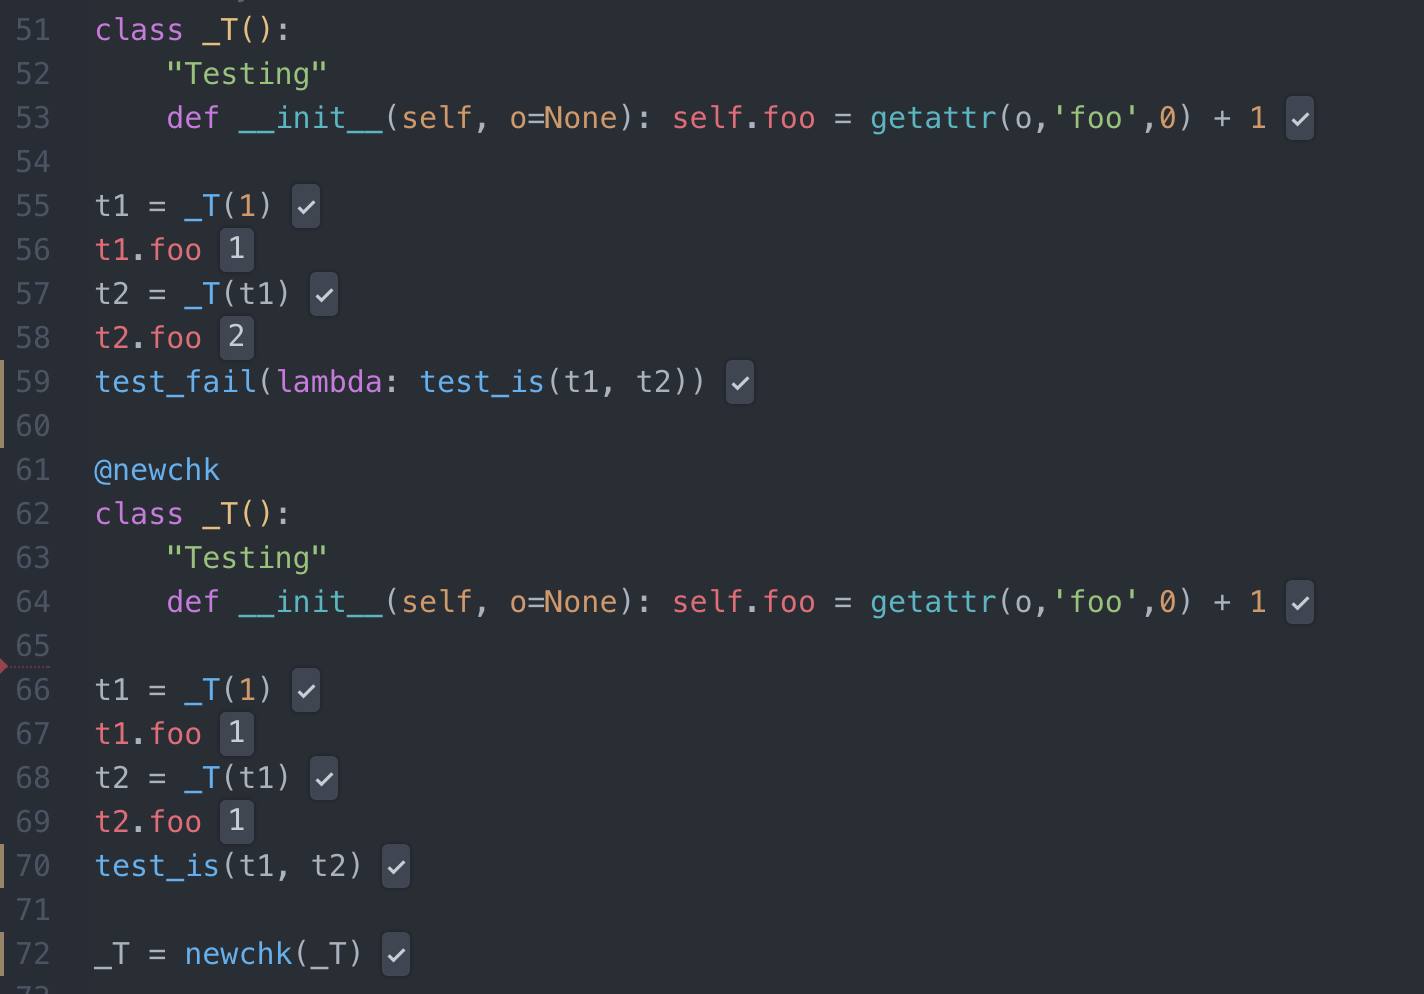 51 class _T():
52     "Testing"
53     def __init__(self, o=None): self.foo = getattr(o,'foo',0) + 1 ✓
54
55 t1 = _T(1) ✓
56 t1.foo 1
57 t2 = _T(t1) ✓
58 t2.foo 2
59 test_fail(lambda: test_is(t1, t2)) ✓
60
61 @newchk
62 class _T():
63     "Testing"
64     def __init__(self, o=None): self.foo = getattr(o,'foo',0) + 1 ✓
65
66 t1 = _T(1) ✓
67 t1.foo 1
68 t2 = _T(t1) ✓
69 t2.foo 1
70 test_is(t1, t2) ✓
71
72 _T = newchk(_T) ✓